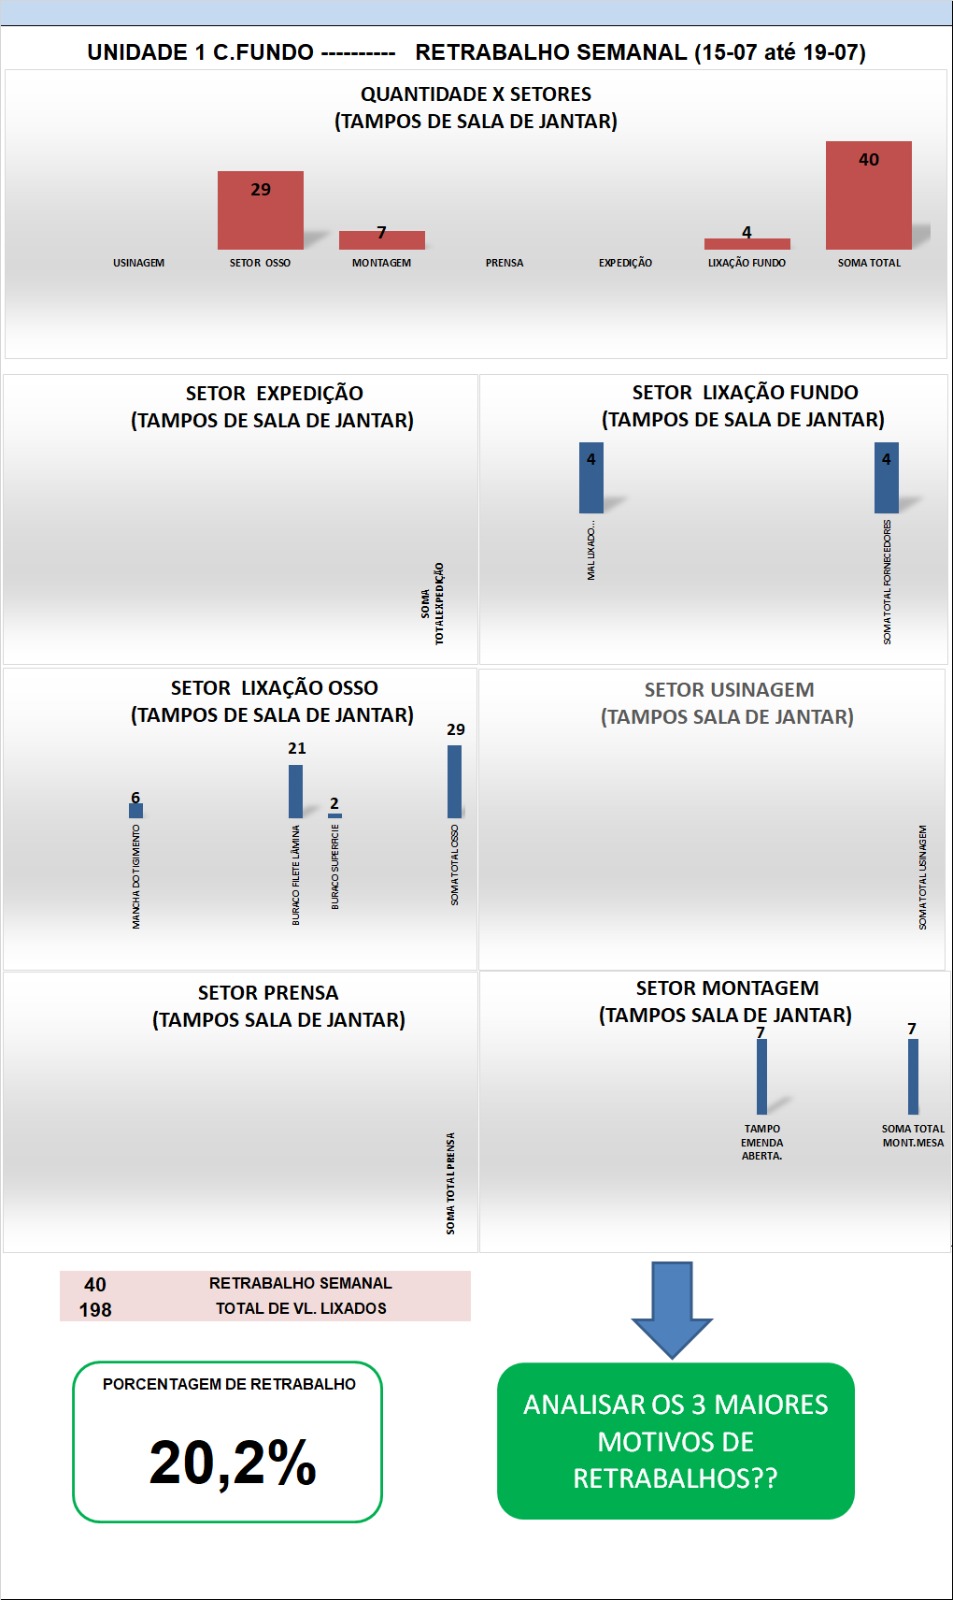 UNIDADE 1 C.FUNDO ---------- RETRABALHO SEMANAL (15-07 até 19-07)
QUANTIDADE X SETORES
(TAMPOS DE SALA DE JANTAR)
29
7
4
40
USINAGEM
SETOR OSSO
MONTAGEM
PRENSA
EXPEDIÇÃO
LIXAÇÃO FUNDO
SOMA TOTAL
SETOR EXPEDIÇÃO
(TAMPOS DE SALA DE JANTAR)
SOMA
TOTALEXPEDIÇÃO
SETOR LIXAÇÃO FUNDO
(TAMPOS DE SALA DE JANTAR)
4
4
MAL LIXADO...
SOMA TOTAL FORNECEDORES
SETOR LIXAÇÃO OSSO
(TAMPOS DE SALA DE JANTAR)
6
21
2
29
MANCHA DO TIGIMENTO
BURACO FILETE LÂMINA
BURACO SUPERFICIE
SOMA TOTAL OSSO
SETOR USINAGEM
(TAMPOS SALA DE JANTAR)
SOMA TOTAL USINAGEM
SETOR PRENSA
(TAMPOS SALA DE JANTAR)
SOMA TOTAL PRENSA
SETOR MONTAGEM
(TAMPOS SALA DE JANTAR)
7
7
TAMPO
EMENDA
ABERTA.
SOMA TOTAL
MONT.MESA
40 RETRABALHO SEMANAL
198 TOTAL DE VL. LIXADOS
PORCENTAGEM DE RETRABALHO
20,2%
ANALISAR OS 3 MAIORES
MOTIVOS DE
RETRABALHOS??